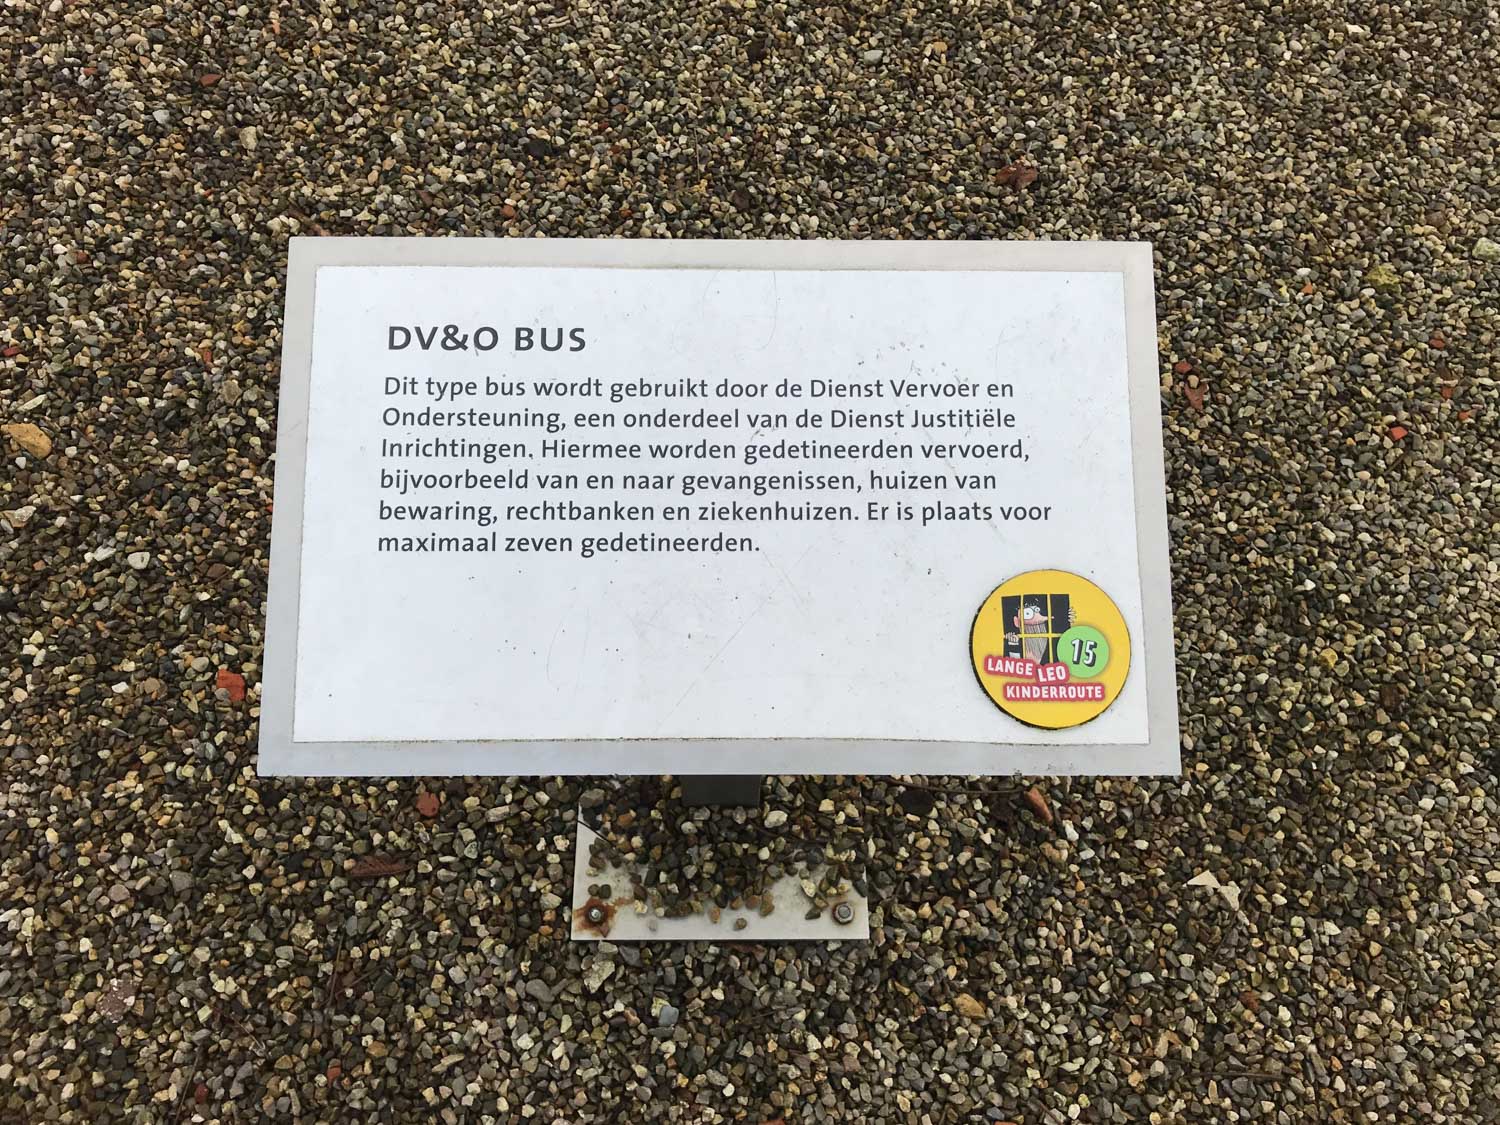 DV&O BUS
Dit type bus wordt gebruikt door de Dienst Vervoer en
Ondersteuning, een onderdeel van de Dienst Justitiële
Inrichtingen. Hiermee worden gedetineerden vervoerd,
bijvoorbeeld van en naar gevangenissen, huizen van
bewaring, rechtbanken en ziekenhuizen. Er is plaats voor
maximaal zeven gedetineerden.
15
LANGE LEO
KINDERROUTE